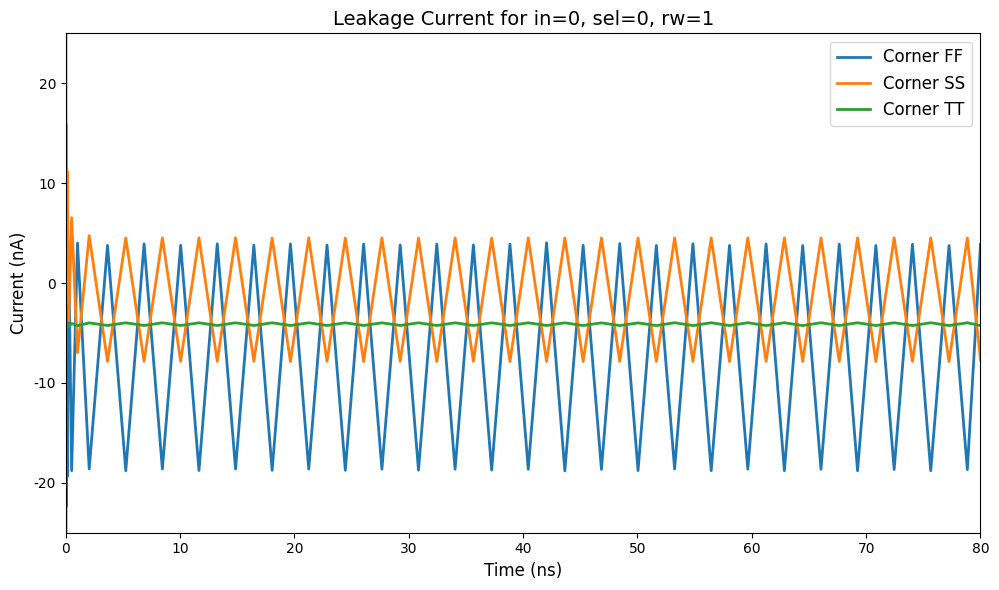 Leakage Current for in=0, sel=0, rw=1
Corner FF
Corner SS
Corner TT
Current (nA)
20
10
0
-10
-20
0 10 20 30 40 50 60 70 80
Time (ns)